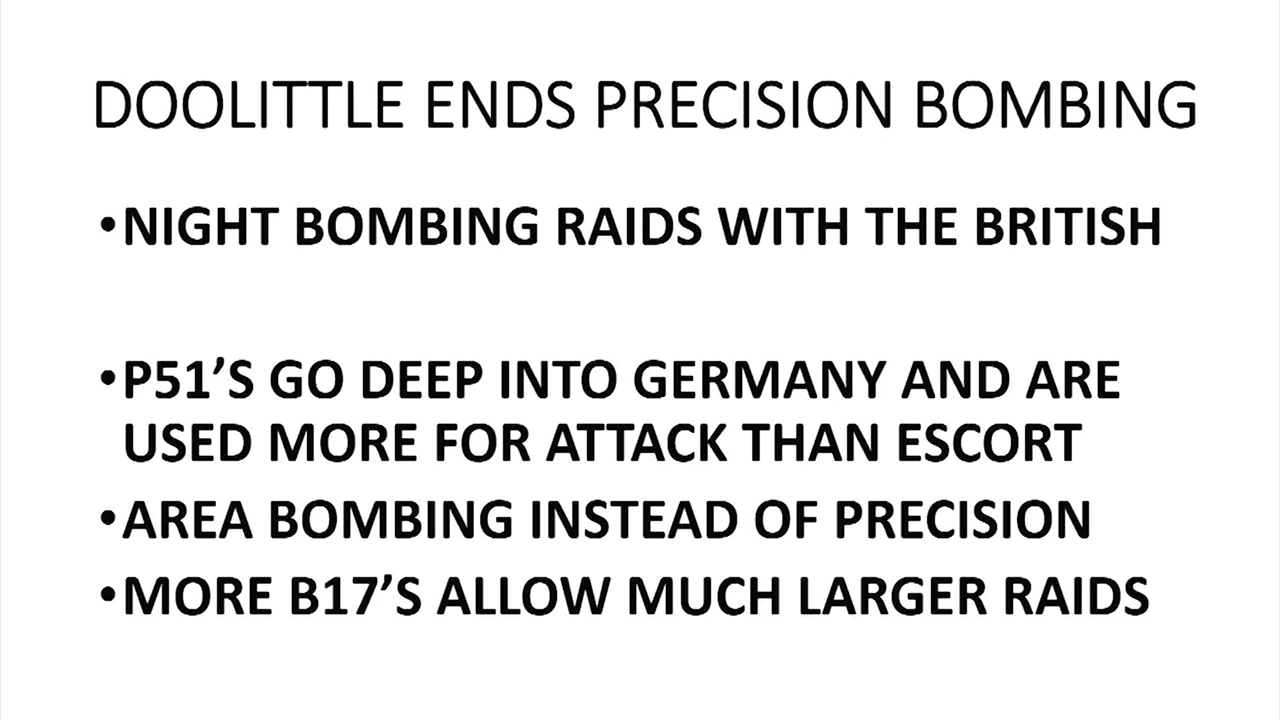 DOOLITTLE ENDS PRECISION BOMBING
•NIGHT BOMBING RAIDS WITH THE BRITISH
•P51’S GO DEEP INTO GERMANY AND ARE
USED MORE FOR ATTACK THAN ESCORT
•AREA BOMBING INSTEAD OF PRECISION
•MORE B17’S ALLOW MUCH LARGER RAIDS